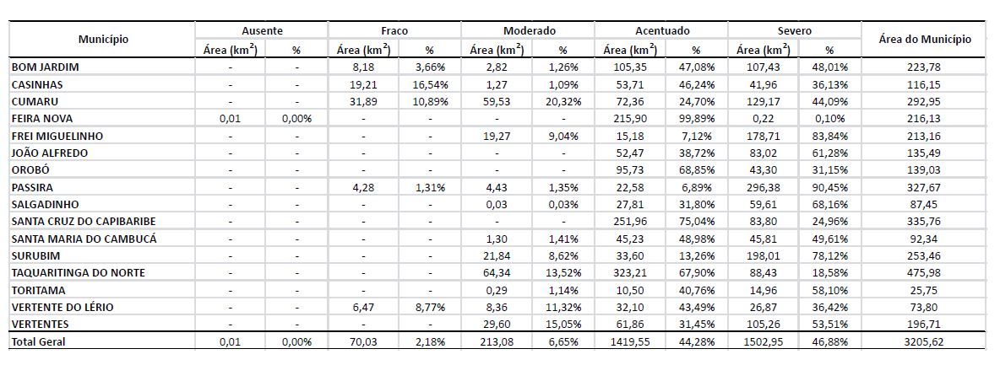 Município Ausente Fraco Moderado Acentuado Severo Área do Município
Área (km²) % Área (km²) % Área (km²) % Área (km²) % Área (km²) %
BOM JARDIM - - 8,18 3,66% 2,82 1,26% 105,35 47,08% 107,43 48,01% 223,78
CASINHAS - - 19,21 16,54% 1,27 1,09% 53,71 46,24% 41,96 36,13% 116,15
CUMARU - - 31,89 10,89% 59,53 20,32% 72,36 24,70% 129,17 44,09% 292,95
FEIRA NOVA 0,01 0,00% - - - - 215,90 99,89% 0,22 0,10% 216,13
FREI MIGUELINHO - - - - 19,27 9,04% 15,18 7,12% 178,71 83,84% 213,16
JOÃO ALFREDO - - - - - - 52,47 38,72% 83,02 61,28% 135,49
OROBÓ - - - - - - 95,73 68,85% 43,30 31,15% 139,03
PASSIRA - - 4,28 1,31% 4,43 1,35% 22,58 6,89% 296,38 90,45% 327,67
SALGADINHO - - - - 0,03 0,03% 27,81 31,80% 59,61 68,16% 87,45
SANTA CRUZ DO CAPIBARIBE - - - - - - 251,96 75,04% 83,80 24,96% 335,76
SANTA MARIA DO CAMBUCÁ - - - - 1,30 1,41% 45,23 48,98% 45,81 49,61% 92,34
SURUBIM - - - - 21,84 8,62% 33,60 13,26% 198,01 78,12% 253,46
TAQUARITINGA DO NORTE - - - - 64,34 13,52% 323,21 67,90% 88,43 18,58% 475,98
TORITAMA - - - - 0,29 1,14% 10,50 40,76% 14,96 58,10% 25,75
VERTENTE DO LÉRIO - - 6,47 8,77% 8,36 11,32% 32,10 43,49% 26,87 36,42% 73,80
VERTENTES - - - - 29,60 15,05% 61,86 31,45% 105,26 53,51% 196,71
Total Geral 0,01 0,00% 70,03 2,18% 213,08 6,65% 1419,55 44,28% 1502,95 46,88% 3205,62